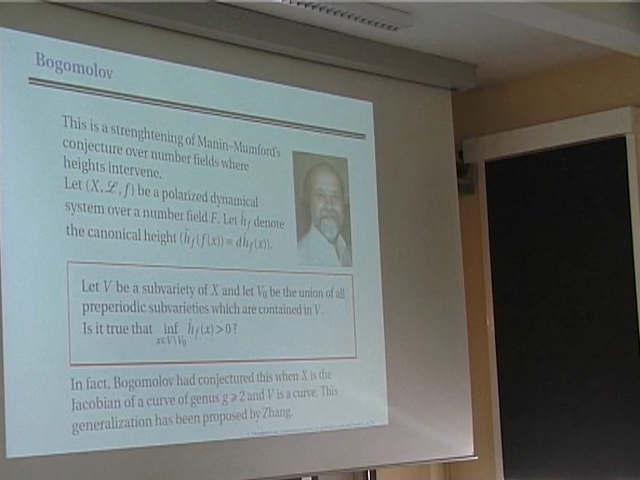 Bogomolov
This is a strenghtening of Manin–Mumford's
conjecture over number fields where
heights intervene.
Let (X, ℒ, f) be a polarized dynamical
system over a number field F. Let ĥ_f denote
the canonical height (ĥ_f(f(x)) = dĥ_f(x)).
Let V be a subvariety of X and let V₀ be the union of all
preperiodic subvarieties which are contained in V.
Is it true that inf_{x∈V\V₀} ĥ_f(x) > 0?
In fact, Bogomolov had conjectured this when X is the
Jacobian of a curve of genus g ⩾ 2 and V is a curve. This
generalization has been proposed by Zhang.